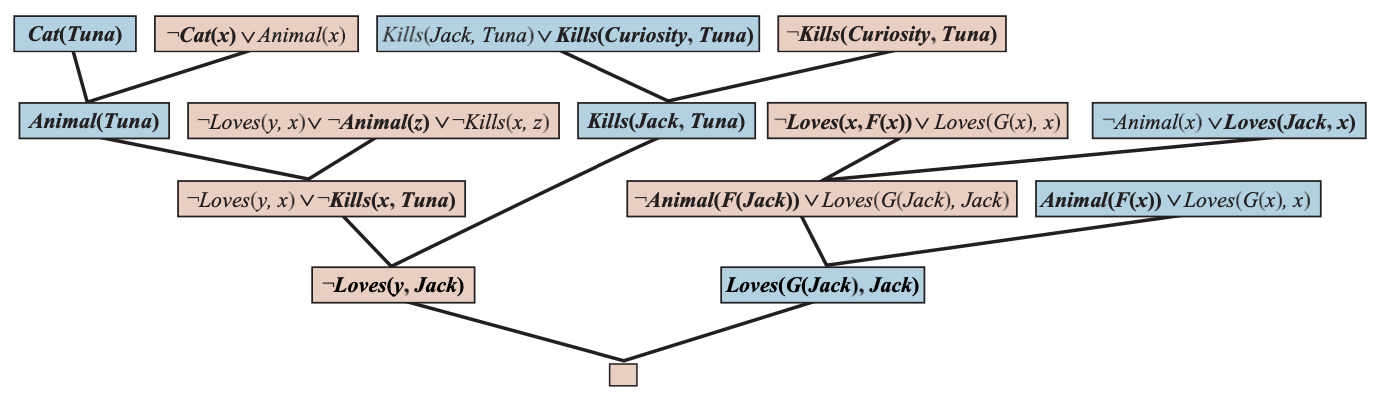 Cat(Tuna)
¬Cat(x) ∨ Animal(x)
Kills(Jack, Tuna) ∨ Kills(Curiosity, Tuna)
¬Kills(Curiosity, Tuna)
Animal(Tuna)
¬Loves(y, x) ∨ ¬Animal(z) ∨ ¬Kills(x, z)
Kills(Jack, Tuna)
¬Loves(x, F(x)) ∨ Loves(G(x), x)
¬Animal(x) ∨ Loves(Jack, x)
¬Loves(y, x) ∨ ¬Kills(x, Tuna)
¬Animal(F(Jack)) ∨ Loves(G(Jack), Jack)
Animal(F(x)) ∨ Loves(G(x), x)
¬Loves(y, Jack)
Loves(G(Jack), Jack)